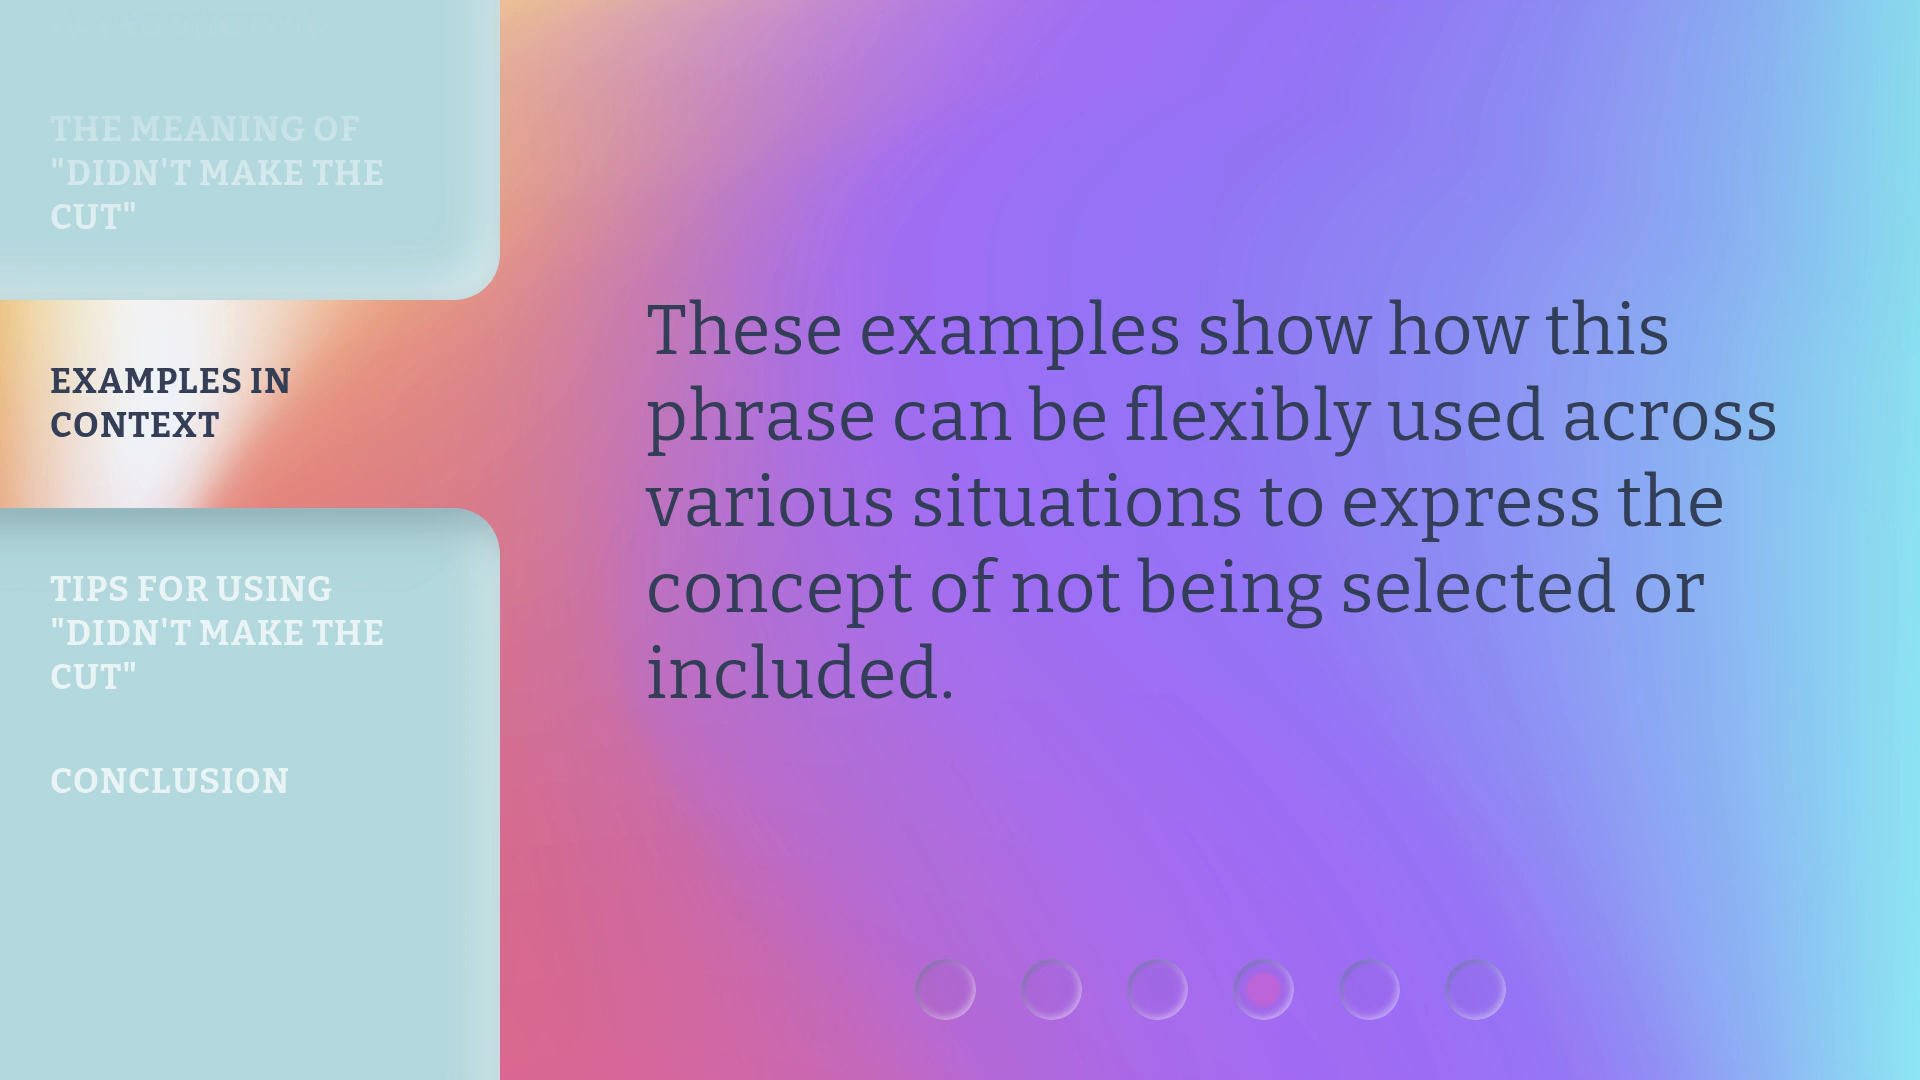 THE MEANING OF
"DIDN'T MAKE THE
CUT"
EXAMPLES IN
CONTEXT
TIPS FOR USING
"DIDN'T MAKE THE
CUT"
CONCLUSION
These examples show how this
phrase can be flexibly used across
various situations to express the
concept of not being selected or
included.